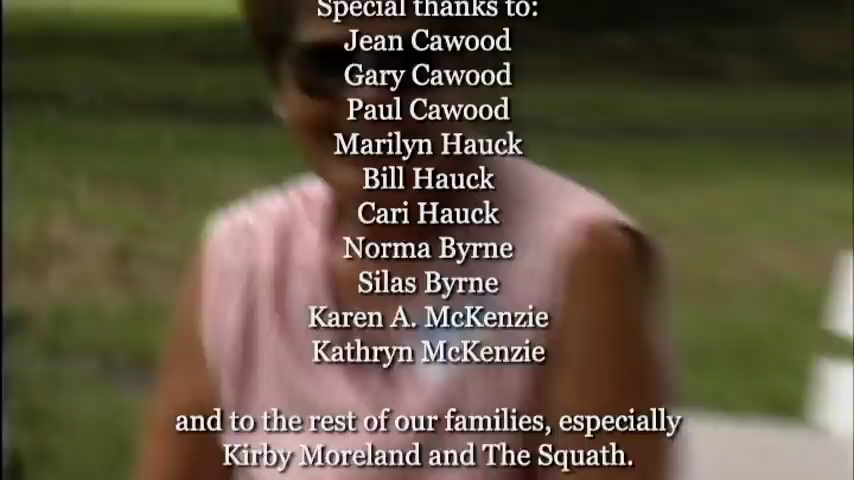 Special thanks to:
Jean Cawood
Gary Cawood
Paul Cawood
Marilyn Hauck
Bill Hauck
Cari Hauck
Norma Byrne
Silas Byrne
Karen A. McKenzie
Kathryn McKenzie
and to the rest of our families, especially
Kirby Moreland and The Squath.